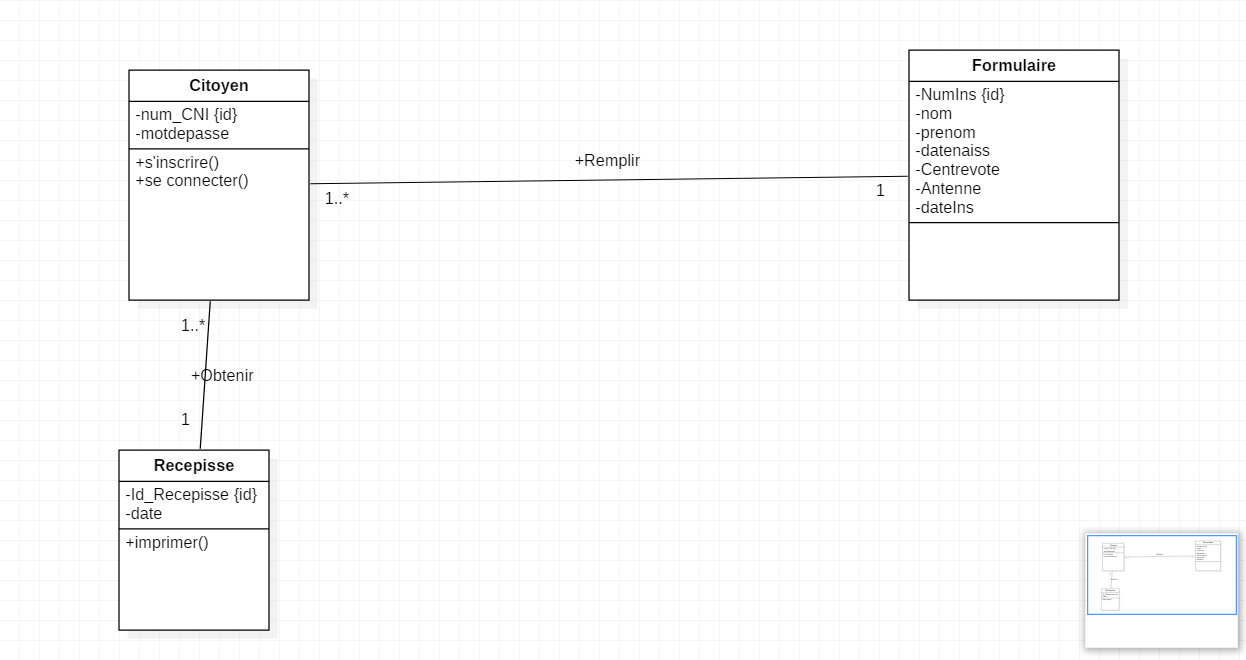 Citoyen
-num_CNI {id}
-motdepasse
+s'inscrire()
+se connecter()
1..*
+Remplir
1
Formulaire
-NumIns {id}
-nom
-prenom
-datenaiss
-Centrevote
-Antenne
-dateIns
1..*
+Obtenir
1
Recepisse
-Id_Recepisse {id}
-date
+imprimer()